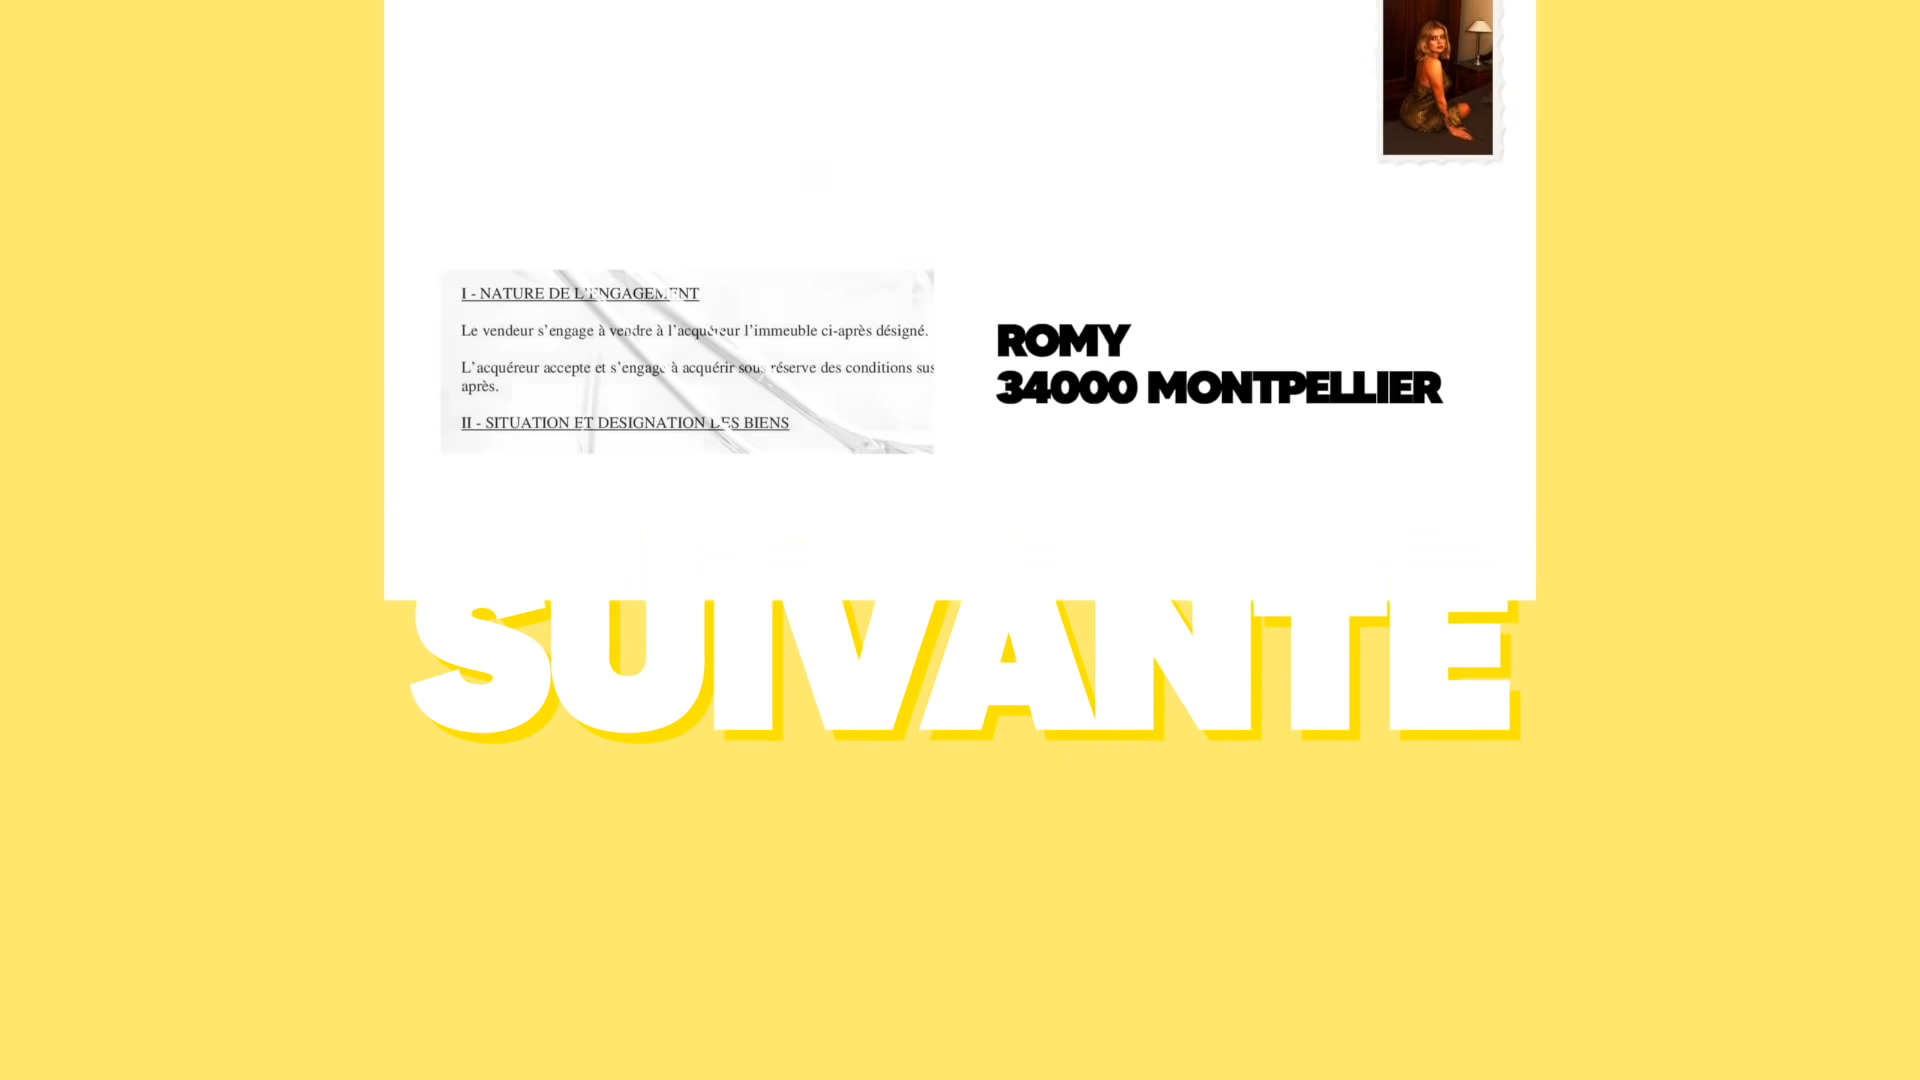 I - NATURE DE L'ENGAGEMENT
Le vendeur s'engage à vendre à l'acquéreur l'immeuble ci-après désigné.
L'acquéreur accepte et s'engage à acquérir sous réserve des conditions sus
après.
II - SITUATION ET DESIGNATION DES BIENS
ROMY
34000 MONTPELLIER
SUIVANTE